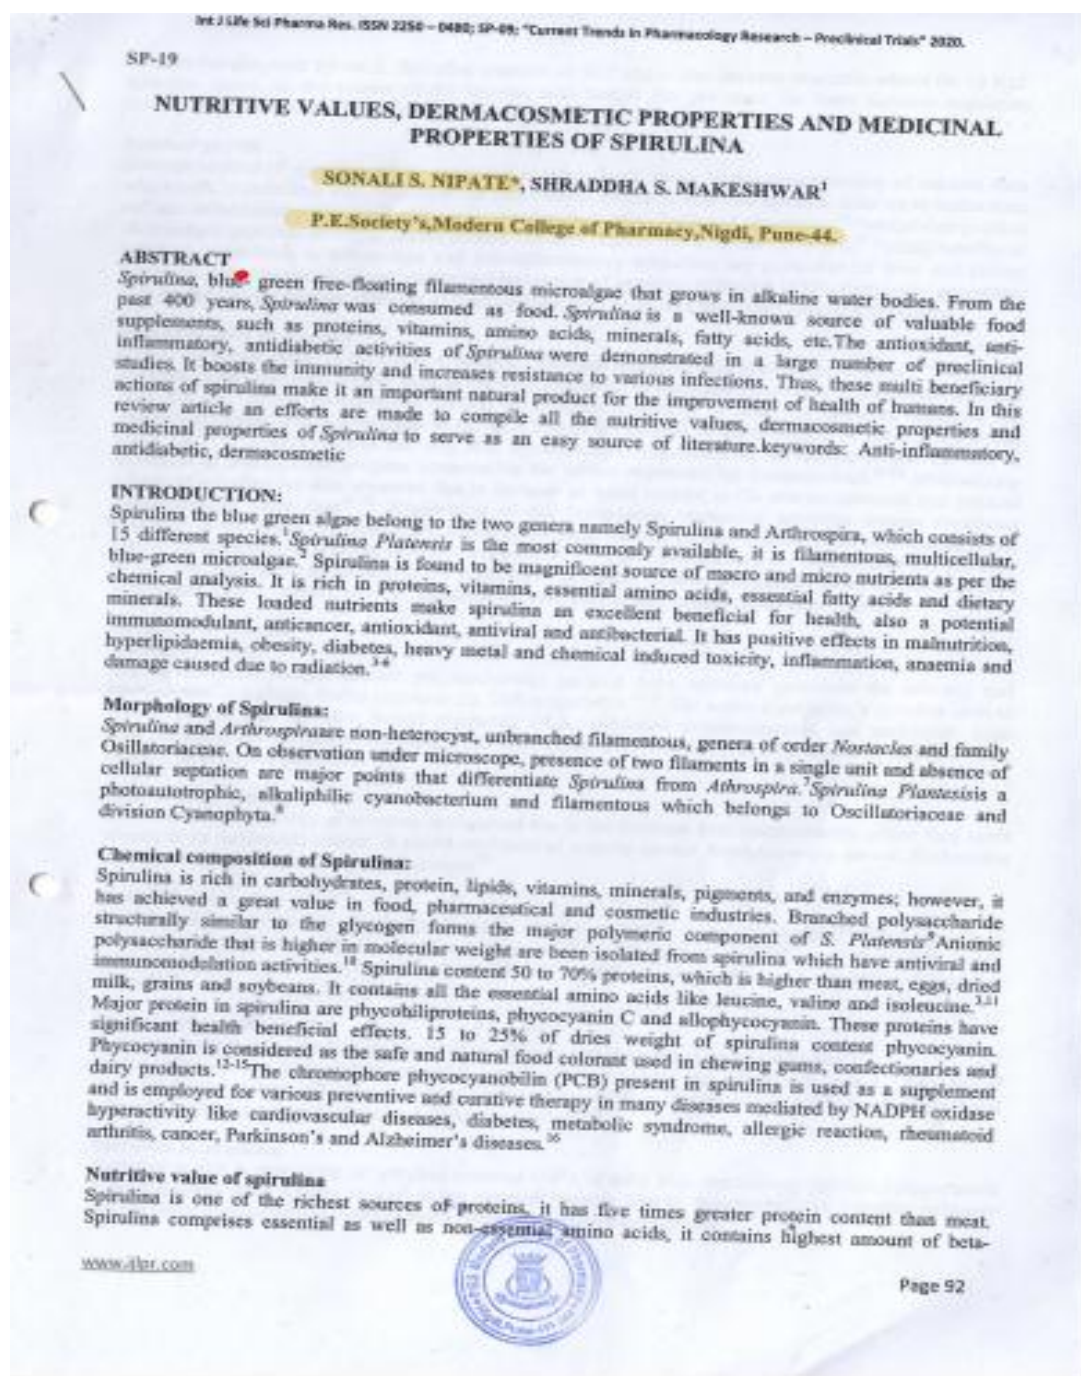 Int J Life Sci Pharma Res. ISSN 2250 – 0480; SP-09; "Current Trends in Pharmacology Research – Preclinical Trials" 2020.
SP-19
NUTRITIVE VALUES, DERMACOSMETIC PROPERTIES AND MEDICINAL
PROPERTIES OF SPIRULINA
SONALI S. NIPATE*, SHRADDHA S. MAKESHWAR¹
P.E.Society's,Modern College of Pharmacy,Nigdi, Pune-44.
ABSTRACT
Spirulina, blue green free-floating filamentous microalgae that grows in alkaline water bodies. From the
past 400 years, Spirulina was consumed as food. Spirulina is a well-known source of valuable food
supplements, such as proteins, vitamins, amino acids, minerals, fatty acids, etc.The antioxidant, anti-
inflammatory, antidiabetic activities of Spirulina were demonstrated in a large number of preclinical
studies. It boosts the immunity and increases resistance to various infections. Thus, these multi beneficiary
actions of spirulina make it an important natural product for the improvement of health of humans. In this
review article an efforts are made to compile all the nutritive values, dermacosmetic properties and
medicinal properties of Spirulina to serve as an easy source of literature.keywords: Anti-inflammatory,
antidiabetic, dermacosmetic
INTRODUCTION:
Spirulina the blue green algae belong to the two genera namely Spirulina and Arthrospira, which consists of
15 different species.¹Spirulina Platensis is the most commonly available, it is filamentous, multicellular,
blue-green microalgae.² Spirulina is found to be magnificent source of macro and micro nutrients as per the
chemical analysis. It is rich in proteins, vitamins, essential amino acids, essential fatty acids and dietary
minerals. These loaded nutrients make spirulina an excellent beneficial for health, also a potential
immunomodulant, anticancer, antioxidant, antiviral and antibacterial. It has positive effects in malnutrition,
hyperlipidaemia, obesity, diabetes, heavy metal and chemical induced toxicity, inflammation, anaemia and
damage caused due to radiation.³⁻⁶
Morphology of Spirulina:
Spirulina and Arthrospiraare non-heterocyst, unbranched filamentous, genera of order Nostacles and family
Osillatoriaceae. On observation under microscope, presence of two filaments in a single unit and absence of
cellular septation are major points that differentiate Spirulina from Athrospira.⁷Spirulina Plantesisis a
photoautotrophic, alkaliphilic cyanobacterium and filamentous which belongs to Oscillatoriaceae and
division Cyanophyta.⁸
Chemical composition of Spirulina:
Spirulina is rich in carbohydrates, protein, lipids, vitamins, minerals, pigments, and enzymes; however, it
has achieved a great value in food, pharmaceutical and cosmetic industries. Branched polysaccharide
structurally similar to the glycogen forms the major polymeric component of S. Platensis⁹Anionic
polysaccharide that is higher in molecular weight are been isolated from spirulina which have antiviral and
immunomodolation activities.¹⁰ Spirulina content 50 to 70% proteins, which is higher than meat, eggs, dried
milk, grains and soybeans. It contains all the essential amino acids like leucine, valine and isoleucine.³,¹¹
Major protein in spirulina are phycobiliproteins, phycocyanin C and allophycocyanin. These proteins have
significant health beneficial effects. 15 to 25% of dries weight of spirulina content phycocyanin.
Phycocyanin is considered as the safe and natural food colorant used in chewing gums, confectionaries and
dairy products.¹²⁻¹⁵The chromophore phycocyanobilin (PCB) present in spirulina is used as a supplement
and is employed for various preventive and curative therapy in many diseases mediated by NADPH oxidase
hyperactivity like cardiovascular diseases, diabetes, metabolic syndrome, allergic reaction, rheumatoid
arthritis, cancer, Parkinson's and Alzheimer's diseases.¹⁶
Nutritive value of spirulina
Spirulina is one of the richest sources of proteins, it has five times greater protein content than meat.
Spirulina comprises essential as well as non-essential amino acids, it contains highest amount of beta-
Page 92